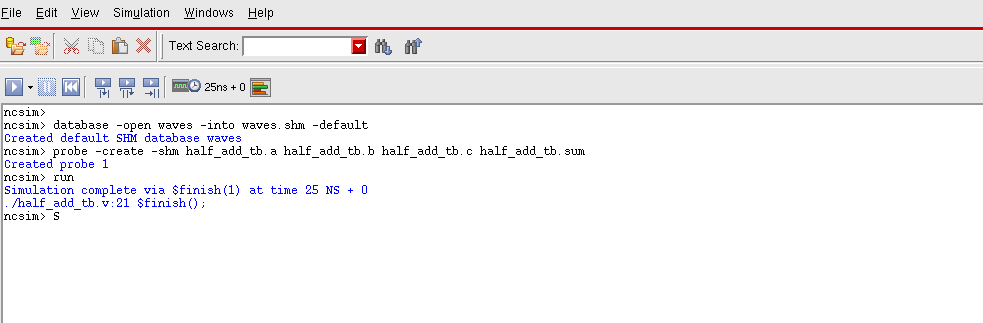 File Edit View Simulation Windows Help
Text Search:
25ns + 0
ncsim>
ncsim> database -open waves -into waves.shm -default
Created default SHM database waves
ncsim> probe -create -shm half_add_tb.a half_add_tb.b half_add_tb.c half_add_tb.sum
Created probe 1
ncsim> run
Simulation complete via $finish(1) at time 25 NS + 0
./half_add_tb.v:21 $finish();
ncsim> S